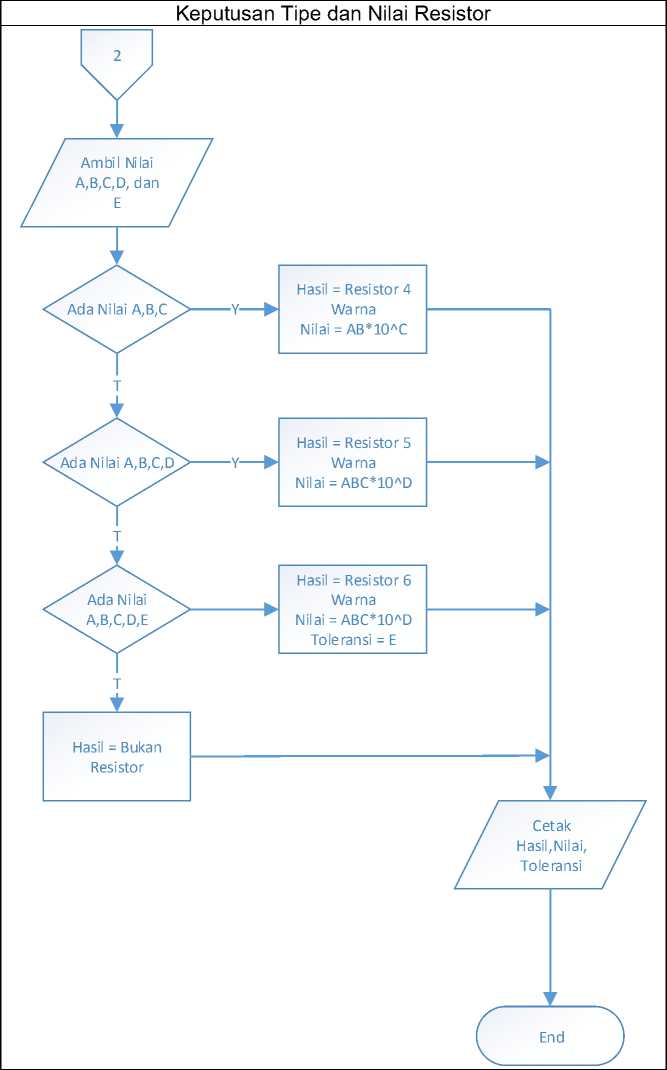 Keputusan Tipe dan Nilai Resistor
2
Ambil Nilai
A,B,C,D, dan
E
Ada Nilai A,B,C
Y
Hasil = Resistor 4
Warna
Nilai = AB*10^C
T
Ada Nilai A,B,C,D
Y
Hasil = Resistor 5
Warna
Nilai = ABC*10^D
T
Ada Nilai
A,B,C,D,E
Hasil = Resistor 6
Warna
Nilai = ABC*10^D
Toleransi = E
T
Hasil = Bukan
Resistor
Cetak
Hasil,Nilai,
Toleransi
End